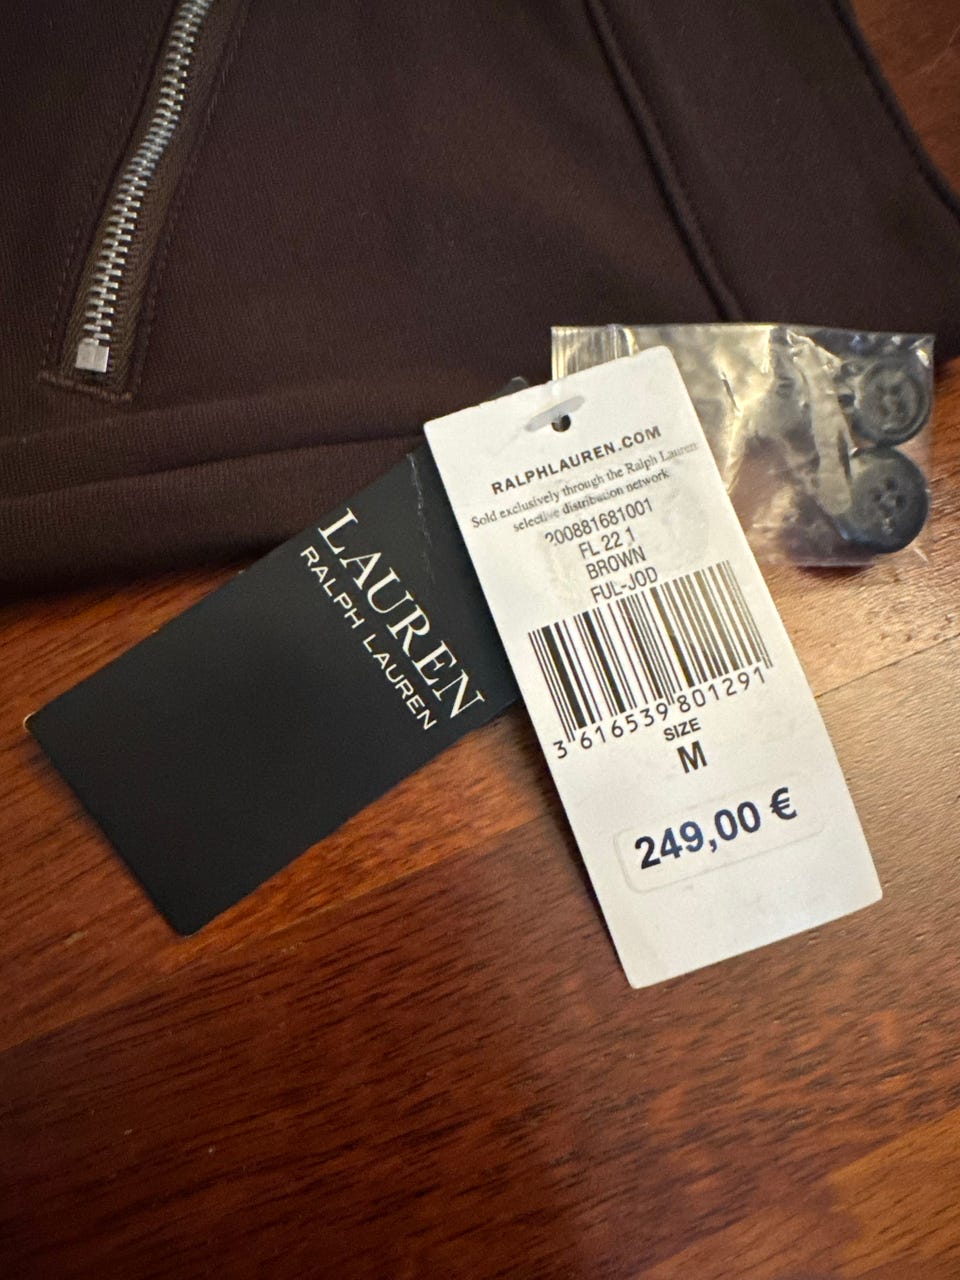 LAUREN
RALPH LAUREN
RALPHLAUREN.COM
Sold exclusively through the Ralph Lauren
selective distribution network
200881681001
FL 22 1
BROWN
FUL-JOD
3 616539 801291
SIZE
M
249,00 €